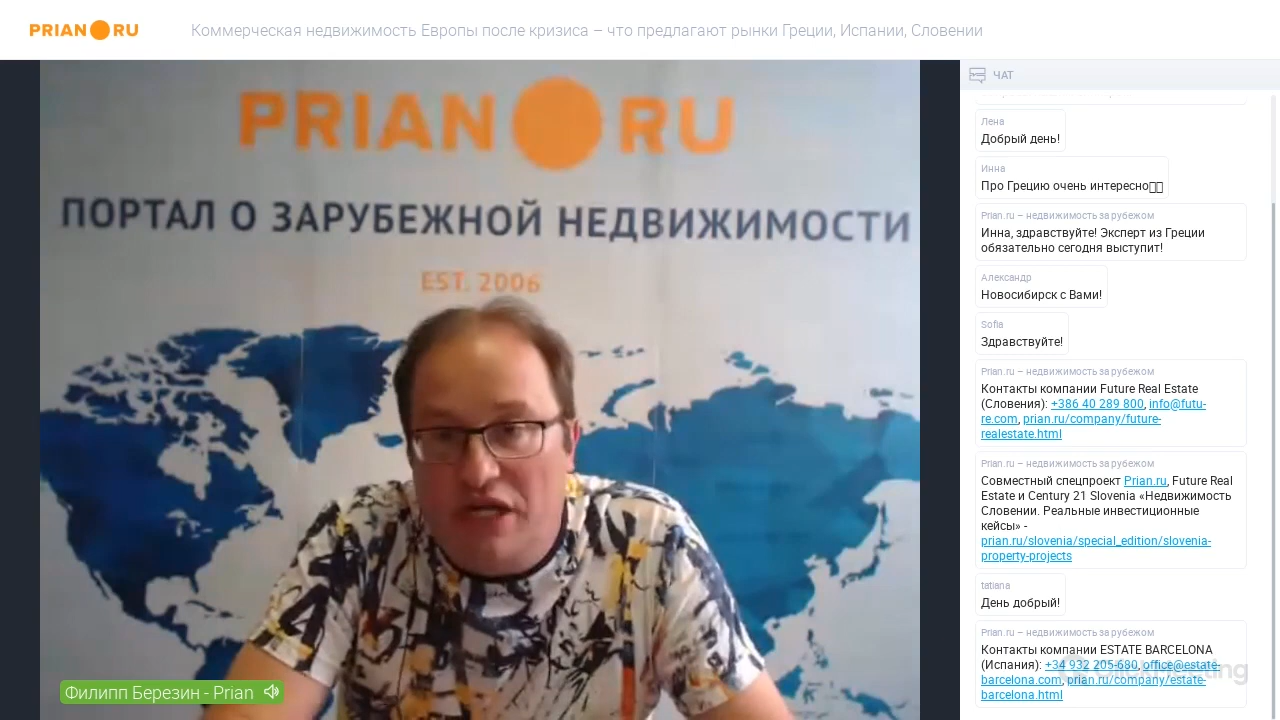 PRIAN RU
Коммерческая недвижимость Европы после кризиса – что предлагают рынки Греции, Испании, Словении
PRIAN RU
ПОРТАЛ О ЗАРУБЕЖНОЙ НЕДВИЖИМОСТИ
EST. 2006
Филипп Березин - Prian
ЧАТ
Лена
Добрый день!
Инна
Про Грецию очень интересно
Prian.ru – недвижимость за рубежом
Инна, здравствуйте! Эксперт из Греции
обязательно сегодня выступит!
Александр
Новосибирск с Вами!
Sofia
Здравствуйте!
Prian.ru – недвижимость за рубежом
Контакты компании Future Real Estate
(Словения): +386 40 289 800, info@futu-
re.com, prian.ru/company/future-
realestate.html
Prian.ru – недвижимость за рубежом
Совместный спецпроект Prian.ru, Future Real
Estate и Century 21 Slovenia «Недвижимость
Словении. Реальные инвестиционные
кейсы» -
prian.ru/slovenia/special_edition/slovenia-
property-projects
tatiana
День добрый!
Prian.ru – недвижимость за рубежом
Контакты компании ESTATE BARCELONA
(Испания): +34 932 205 680, office@estate-
barcelona.com, prian.ru/company/estate-
barcelona.html